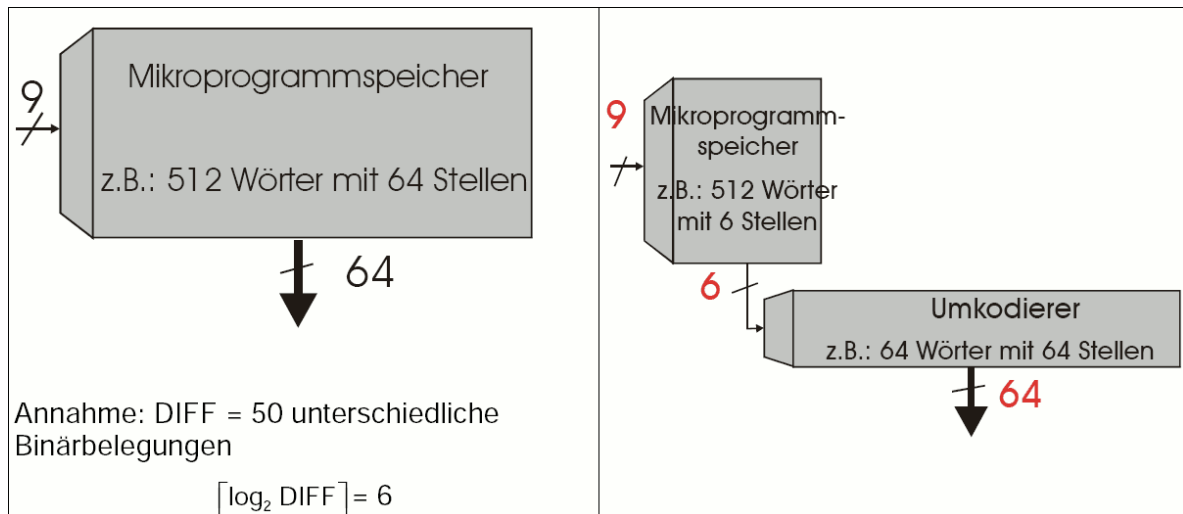 Mikroprogrammspeicher
9
z.B.: 512 Wörter mit 64 Stellen
64
Annahme: DIFF = 50 unterschiedliche
Binärbelegungen
⌈log₂ DIFF⌉ = 6
9
Mikroprogramm-
speicher
z.B.: 512 Wörter
mit 6 Stellen
6
Umkodierer
z.B.: 64 Wörter mit 64 Stellen
64